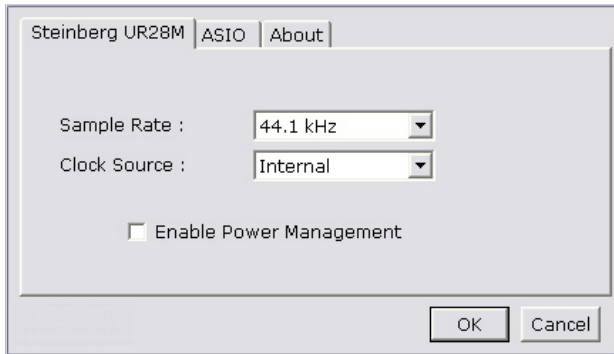 Steinberg UR28M ASIO About
Sample Rate : 44.1 kHz
Clock Source : Internal
Enable Power Management
OK Cancel